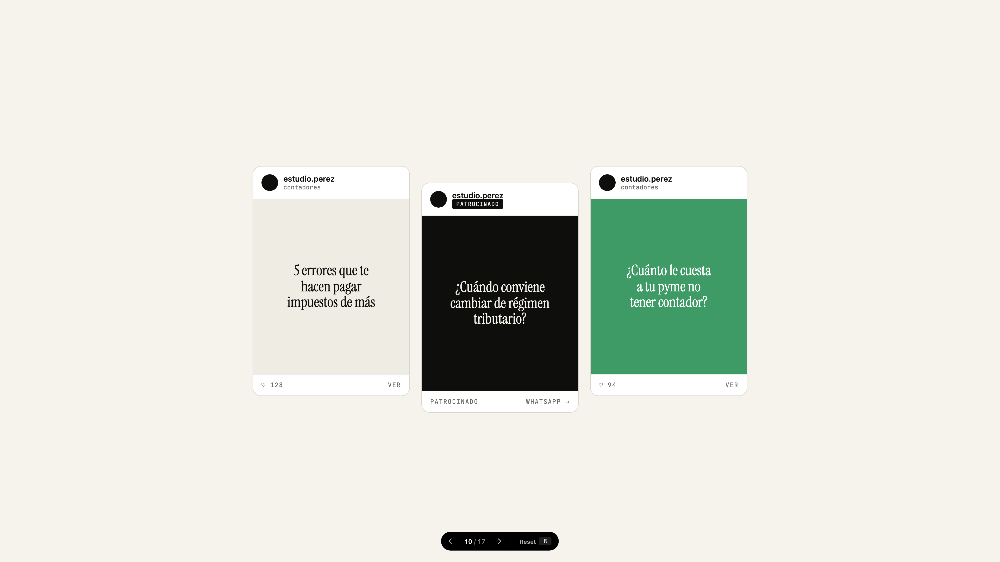 estudio.perez
contadores
5 errores que te
hacen pagar
impuestos de más
♡ 128
VER
estudio.perez
PATROCINADO
¿Cuándo conviene
cambiar de régimen
tributario?
PATROCINADO
WHATSAPP →
estudio.perez
contadores
¿Cuánto le cuesta
a tu pyme no
tener contador?
♡ 94
VER
10 / 17
Reset R